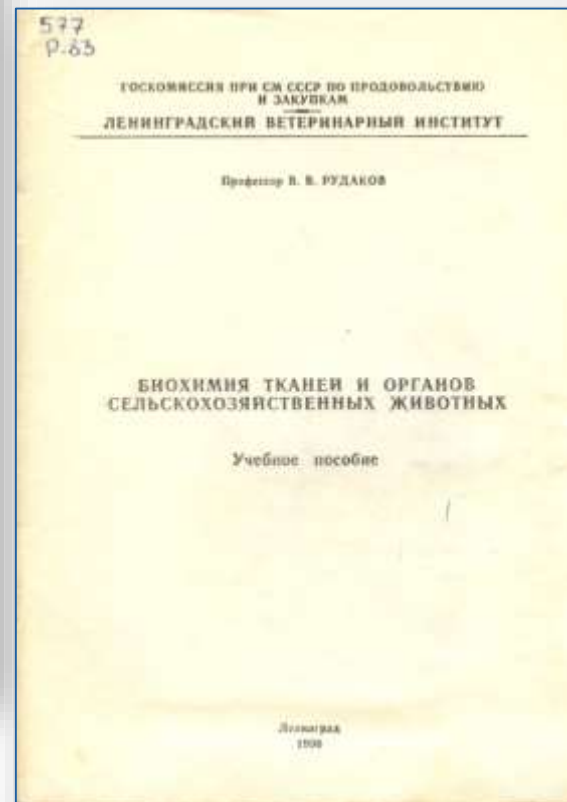 577
Р.83
ГОСКОМИССИЯ ПРИ СМ СССР ПО ПРОДОВОЛЬСТВИЮ
И ЗАКУПКАМ
ЛЕНИНГРАДСКИЙ ВЕТЕРИНАРНЫЙ ИНСТИТУТ
Профессор В. В. РУДАКОВ
БИОХИМИЯ ТКАНЕЙ И ОРГАНОВ
СЕЛЬСКОХОЗЯЙСТВЕННЫХ ЖИВОТНЫХ
Учебное пособие
Ленинград
1990